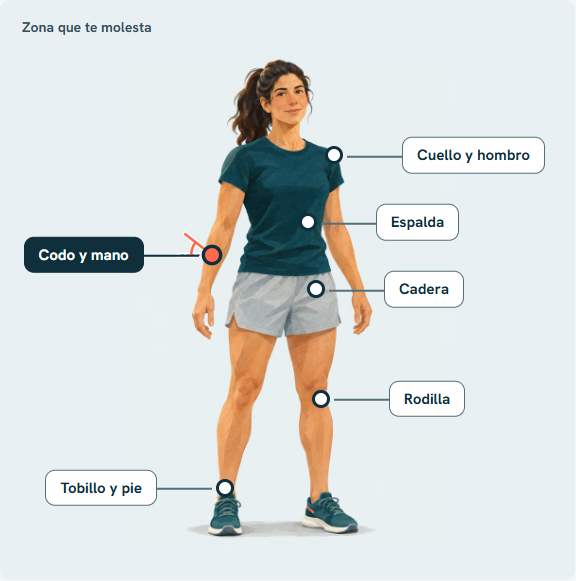 Zona que te molesta
Cuello y hombro
Espalda
Codo y mano
Cadera
Rodilla
Tobillo y pie